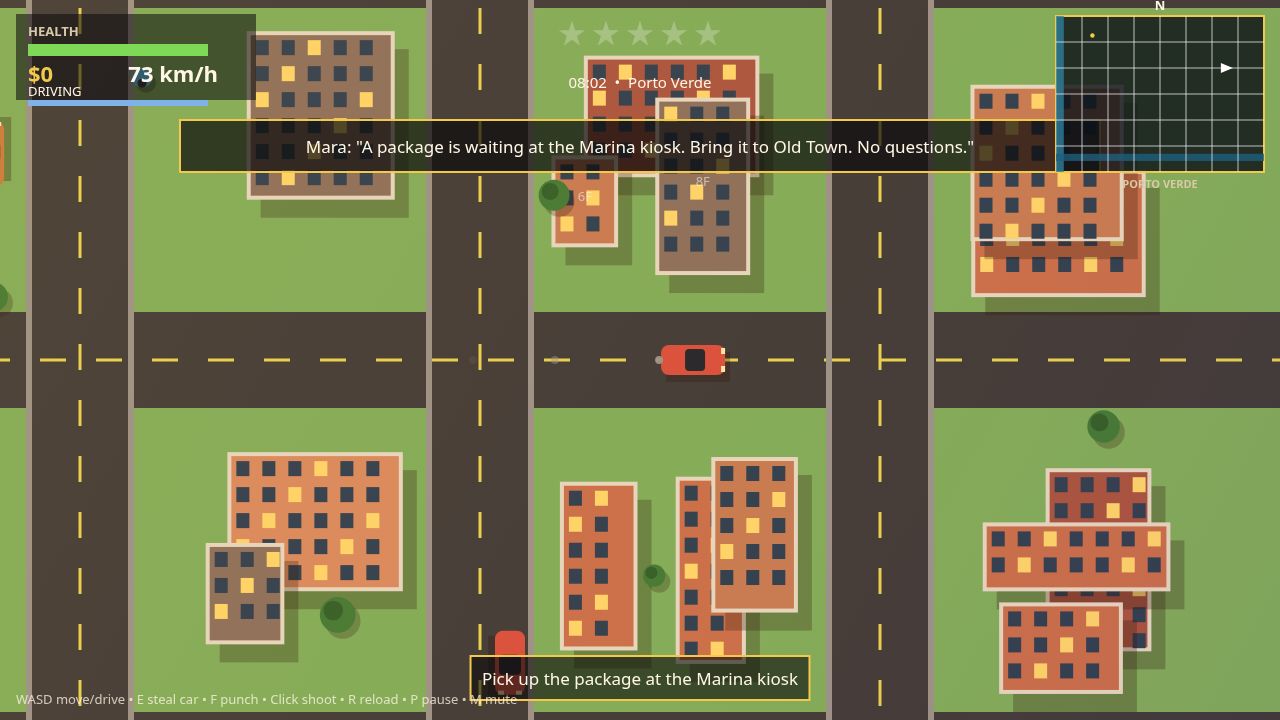 N
HEALTH
$0 73 km/h
DRIVING
08:02 • Porto Verde
Mara: "A package is waiting at the Marina kiosk. Bring it to Old Town. No questions."
PORTO VERDE
8F
Pick up the package at the Marina kiosk
WASD move/drive • E steal car • F punch • Click shoot • R reload • P pause • M mute